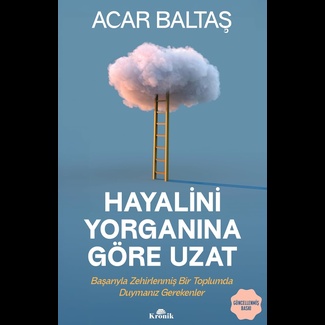 ACAR BALTAŞ
HAYALİNİ
YORGANINA
GÖRE UZAT
Başarıyla Zehirlenmiş Bir Toplumda
Duymanız Gerekenler
GÜNCELLENMİŞ
BASKI
Kronik